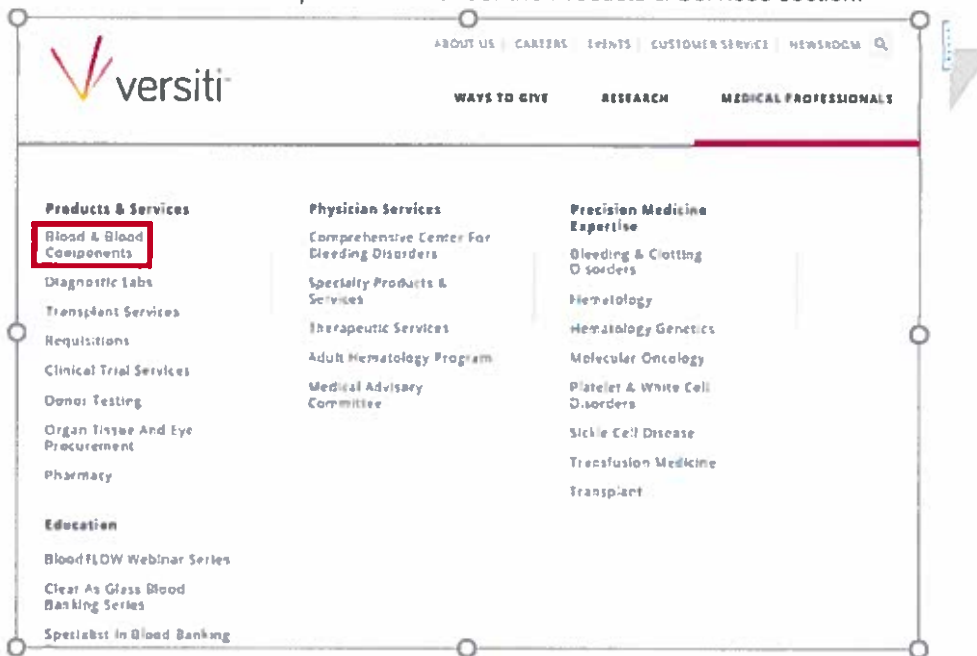 versiti
ABOUT US CAREERS EVENTS CUSTOMER SERVICE NEWSROOM
WAYS TO GIVE RESEARCH MEDICAL PROFESSIONALS
Products & Services
Blood & Blood
Components
Diagnostic Labs
Transplant Services
Requisitions
Clinical Trial Services
Donor Testing
Organ Tissue And Eye
Procurement
Pharmacy
Education
BloodFLOW Webinar Series
Clear As Glass Blood
Banking Series
Specialist In Blood Banking
Physician Services
Comprehensive Center For
Bleeding Disorders
Specialty Products &
Services
Therapeutic Services
Adult Hematology Program
Medical Advisory
Committee
Precision Medicine
Expertise
Bleeding & Clotting
Disorders
Hematology
Hematology Genetics
Molecular Oncology
Platelet & White Cell
Disorders
Sickle Cell Disease
Transfusion Medicine
Transplant